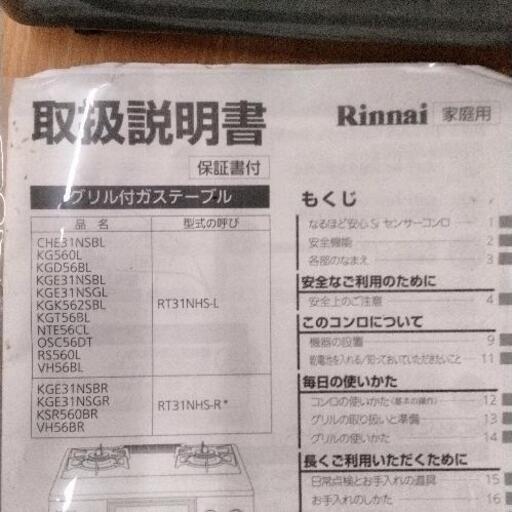 取扱説明書
保証書付
Rinnai 家庭用
グリル付ガステーブル
品 名 型式の呼び
CHE31NSBL
KG560L
KGD56BL
KGE31NSBL
KGE31NSGL
KGK562SBL
KGT56BL
NTE56CL
OSC56DT
RS560L
VH56BL
RT31NHS-L
KGE31NSBR
KGE31NSGR
KSR560BR
VH56BR
RT31NHS-R*
もくじ
なるほど安心Siセンサーコンロ 1
安全機能 2
各部のなまえ 3
安全なご利用のために
安全上のご注意 4
このコンロについて
機器の設置 9
乾電池を入れる/知っておいていただきたいこと 11
毎日の使いかた
コンロの使いかた(基本の操作) 12
グリルの取り扱いと準備 13
グリルの使いかた 14
長くご利用いただくために
日常点検とお手入れの道具 15
お手入れのしかた 16